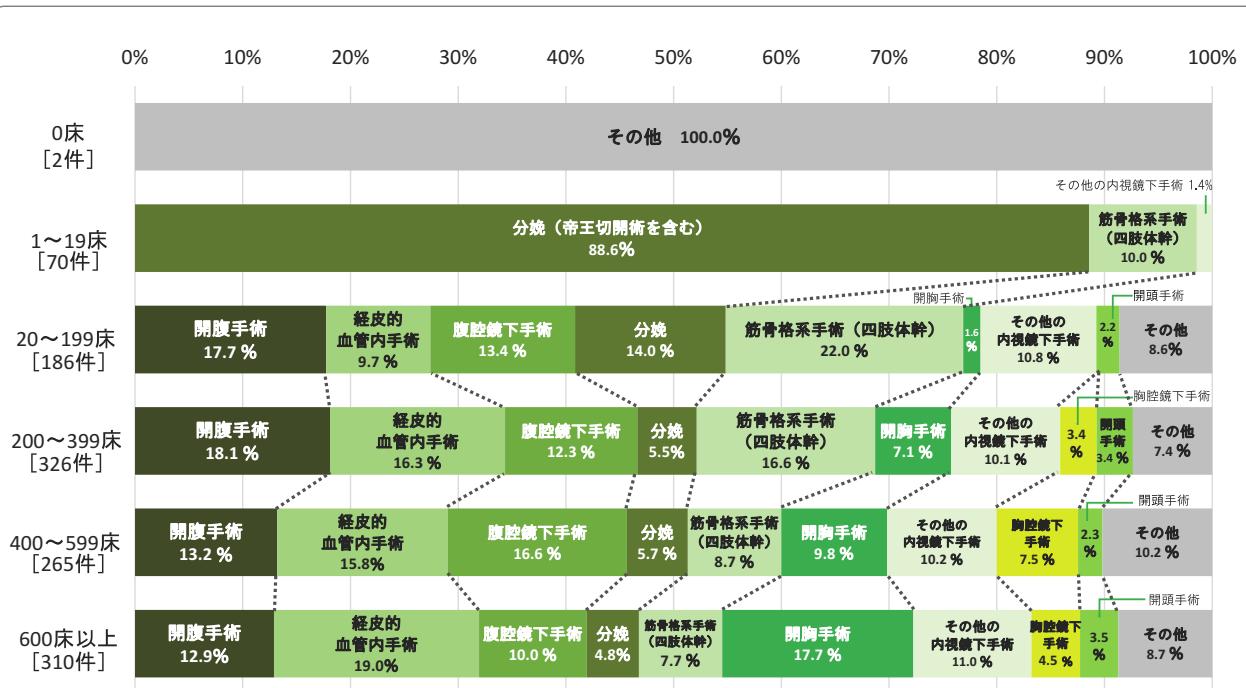 0% 10% 20% 30% 40% 50% 60% 70% 80% 90% 100%
0床
[2件]
その他 100.0%
その他の内視鏡下手術 1.4%
1～19床
[70件]
分娩（帝王切開術を含む）
88.6%
筋骨格系手術
（四肢体幹）
10.0 %
開胸手術
開頭手術
20～199床
[186件]
開腹手術
17.7 %
経皮的
血管内手術
9.7 %
腹腔鏡下手術
13.4 %
分娩
14.0 %
筋骨格系手術（四肢体幹）
22.0 %
1.6
%
その他の
内視鏡下手術
10.8 %
2.2
%
その他
8.6%
胸腔鏡下手術
200～399床
[326件]
開腹手術
18.1 %
経皮的
血管内手術
16.3 %
腹腔鏡下手術
12.3 %
分娩
5.5%
筋骨格系手術
（四肢体幹）
16.6 %
開胸手術
7.1 %
その他の
内視鏡下手術
10.1 %
3.4
%
開頭
手術
3.4 %
その他
7.4 %
開頭手術
400～599床
[265件]
開腹手術
13.2 %
経皮的
血管内手術
15.8%
腹腔鏡下手術
16.6 %
分娩
5.7 %
筋骨格系手術
（四肢体幹）
8.7 %
開胸手術
9.8 %
その他の
内視鏡下手術
10.2 %
胸腔鏡下
手術
7.5 %
2.3
%
その他
10.2 %
開頭手術
600床以上
[310件]
開腹手術
12.9%
経皮的
血管内手術
19.0%
腹腔鏡下手術
10.0 %
分娩
4.8%
筋骨格系手術
（四肢体幹）
7.7 %
開胸手術
17.7 %
その他の
内視鏡下手術
11.0 %
胸腔鏡下
手術
4.5 %
3.5
%
その他
8.7 %